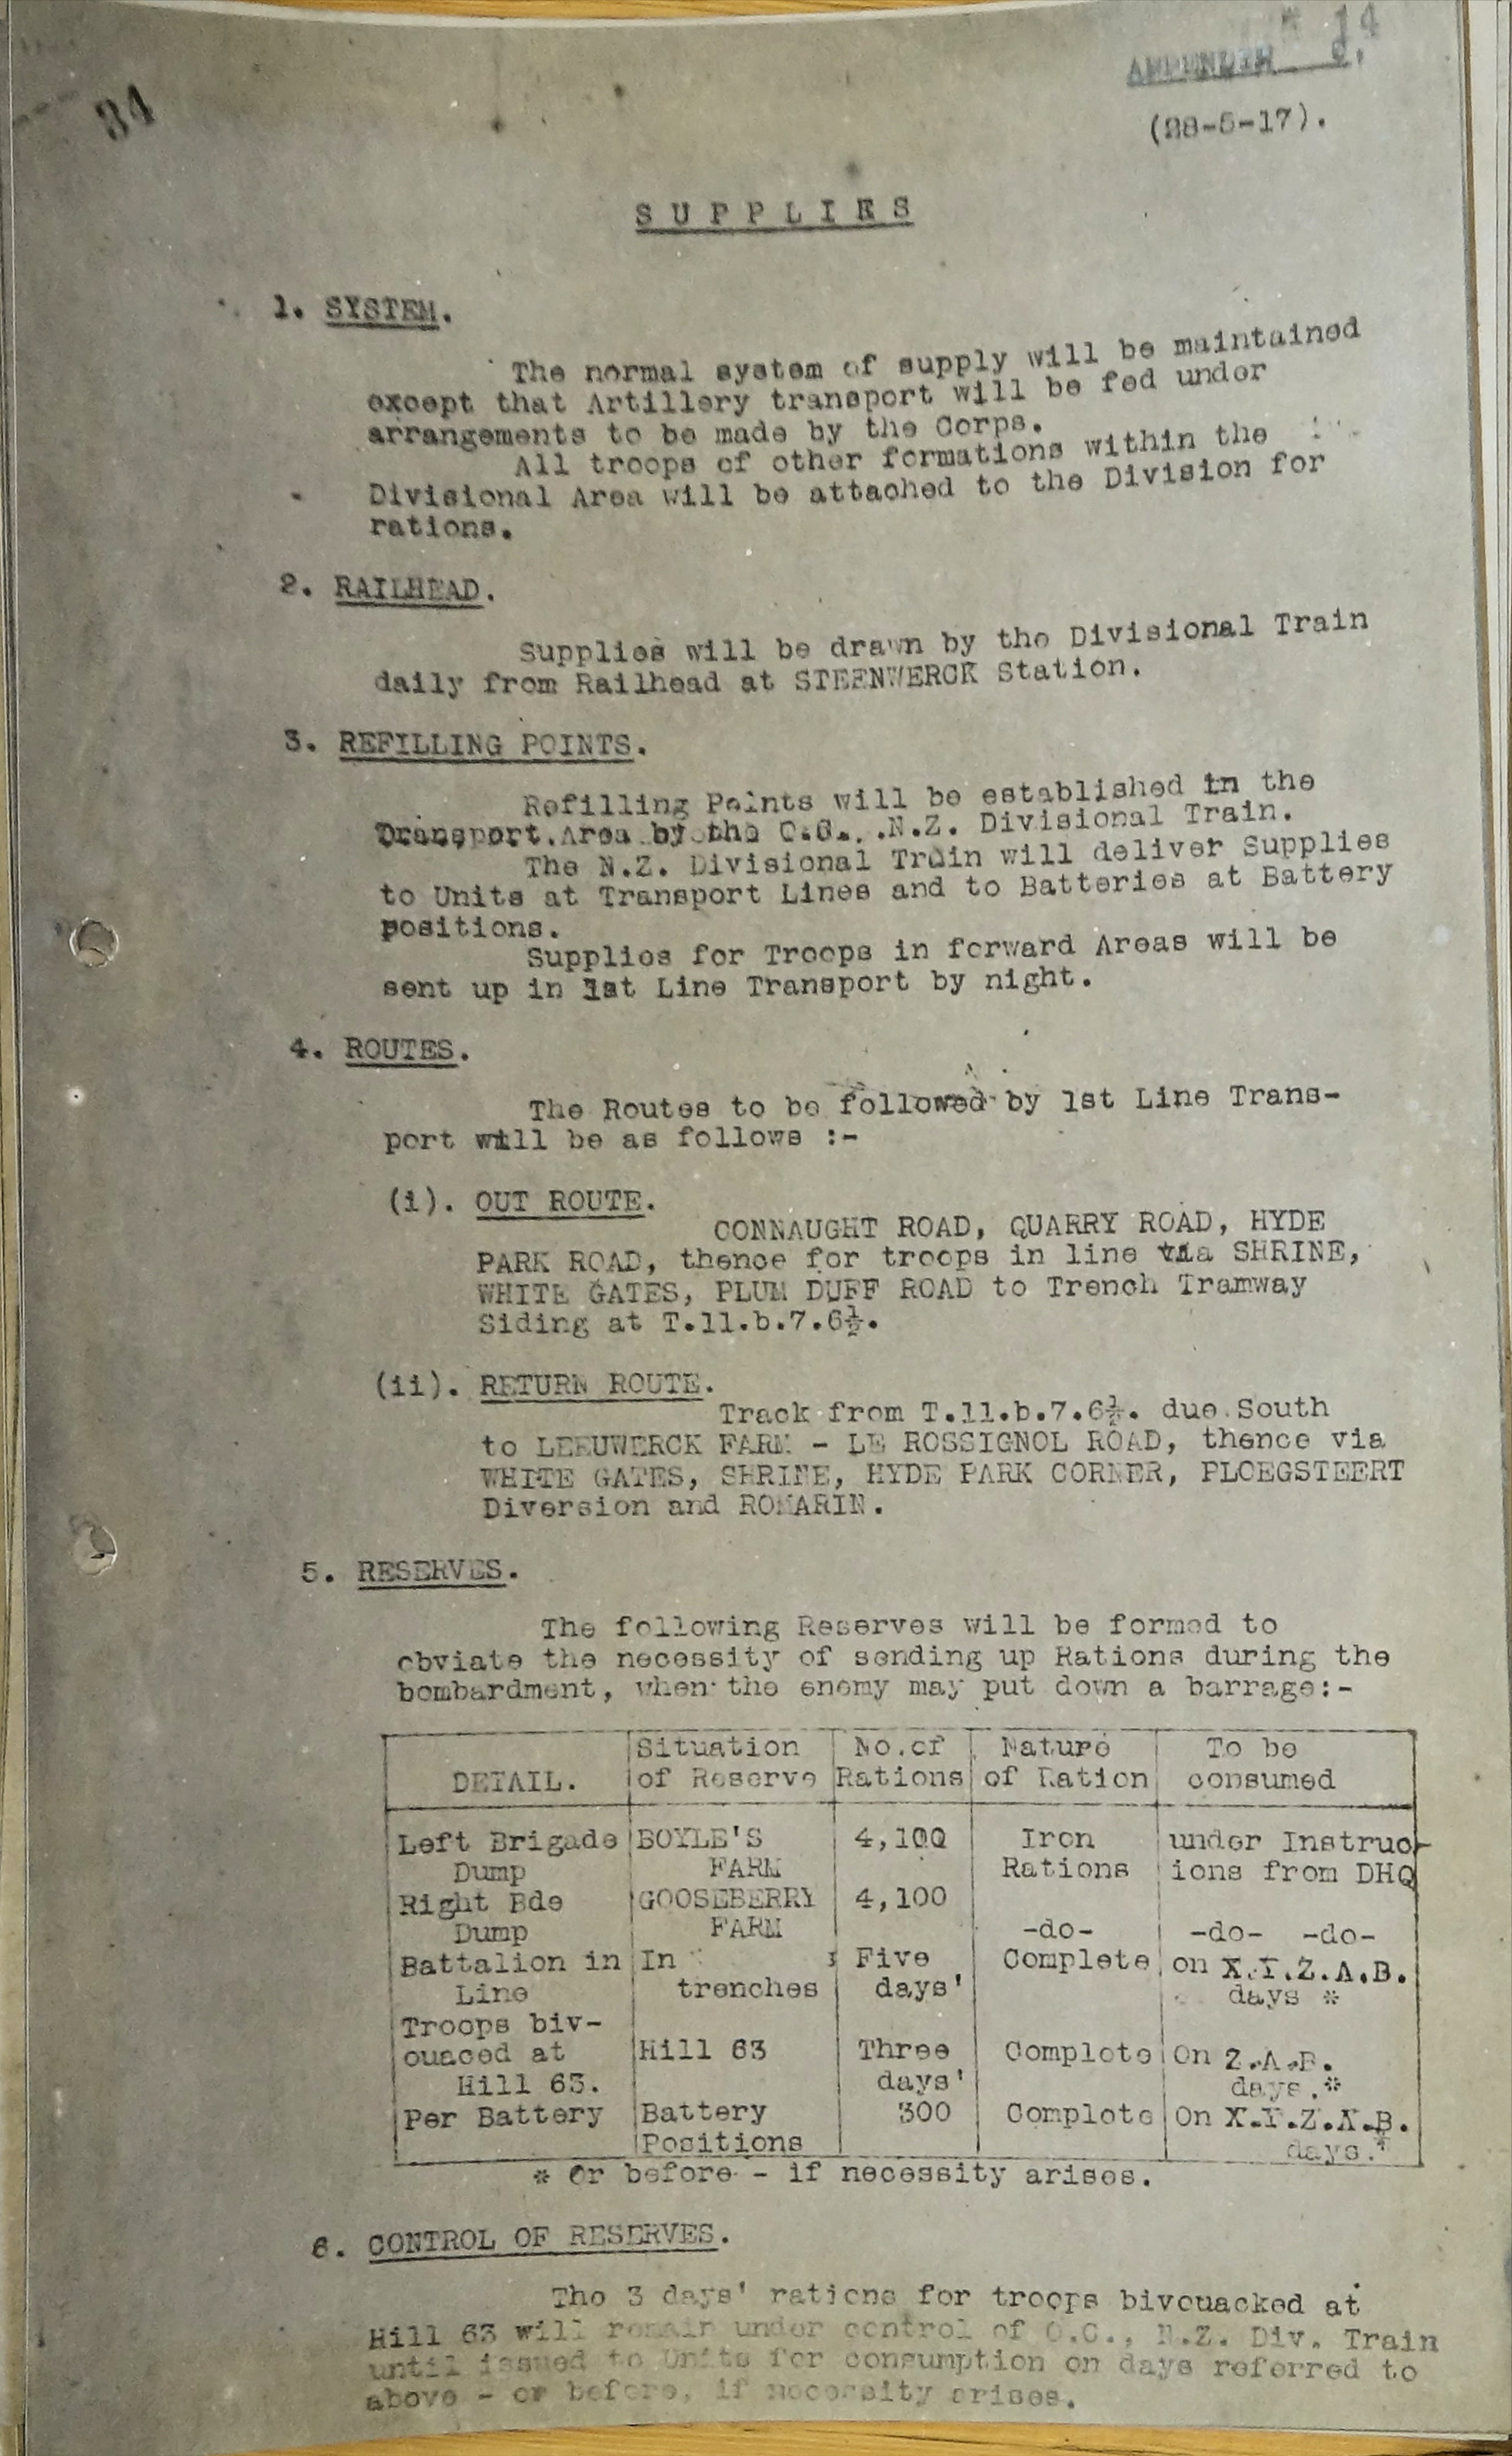 14
APPENDIX 9.
34
(28-5-17).
SUPPLIES
1. SYSTEM.
The normal system of supply will be maintained
except that Artillery transport will be fed under
arrangements to be made by the Corps.
All troops of other formations within the
Divisional Area will be attached to the Division for
rations.
2. RAILHEAD.
Supplies will be drawn by the Divisional Train
daily from Railhead at STEENWERCK Station.
3. REFILLING POINTS.
Refilling Points will be established in the
Transport Area by the O.C., N.Z. Divisional Train.
The N.Z. Divisional Train will deliver Supplies
to Units at Transport Lines and to Batteries at Battery
positions.
Supplies for Troops in forward Areas will be
sent up in 1st Line Transport by night.
4. ROUTES.
The Routes to be followed by 1st Line Trans-
port will be as follows :-
(i). OUT ROUTE.
CONNAUGHT ROAD, QUARRY ROAD, HYDE
PARK ROAD, thence for troops in line via SHRINE,
WHITE GATES, PLUM DUFF ROAD to Trench Tramway
Siding at T.11.b.7.6½.
(ii). RETURN ROUTE.
Track from T.11.b.7.6½. due South
to LEEUWERCK FARM - LE ROSSIGNOL ROAD, thence via
WHITE GATES, SHRINE, HYDE PARK CORNER, PLOEGSTEERT
Diversion and ROMARIN.
5. RESERVES.
The following Reserves will be formed to
obviate the necessity of sending up Rations during the
bombardment, when the enemy may put down a barrage:-
Situation No.of Nature To be
DETAIL. of Reserve Rations of Ration consumed
Left Brigade BOYLE'S 4,100 Iron under Instruc-
Dump FARM Rations ions from DHQ
Right Bde GOOSEBERRY 4,100
Dump FARM -do- -do- -do-
Battalion in In Five Complete on X.Y.Z.A.B.
Line trenches days' days *
Troops biv-
ouaced at Hill 63 Three Complete On Z.A.B.
Hill 63. days' days.*
Per Battery Battery 300 Complete On X.Y.Z.A.B.
Positions days.*
* Or before - if necessity arises.
6. CONTROL OF RESERVES.
The 3 days' rations for troops bivouacked at
Hill 63 will remain under control of O.C., N.Z. Div. Train
until issued to Units for consumption on days referred to
above - or before, if necessity arises.